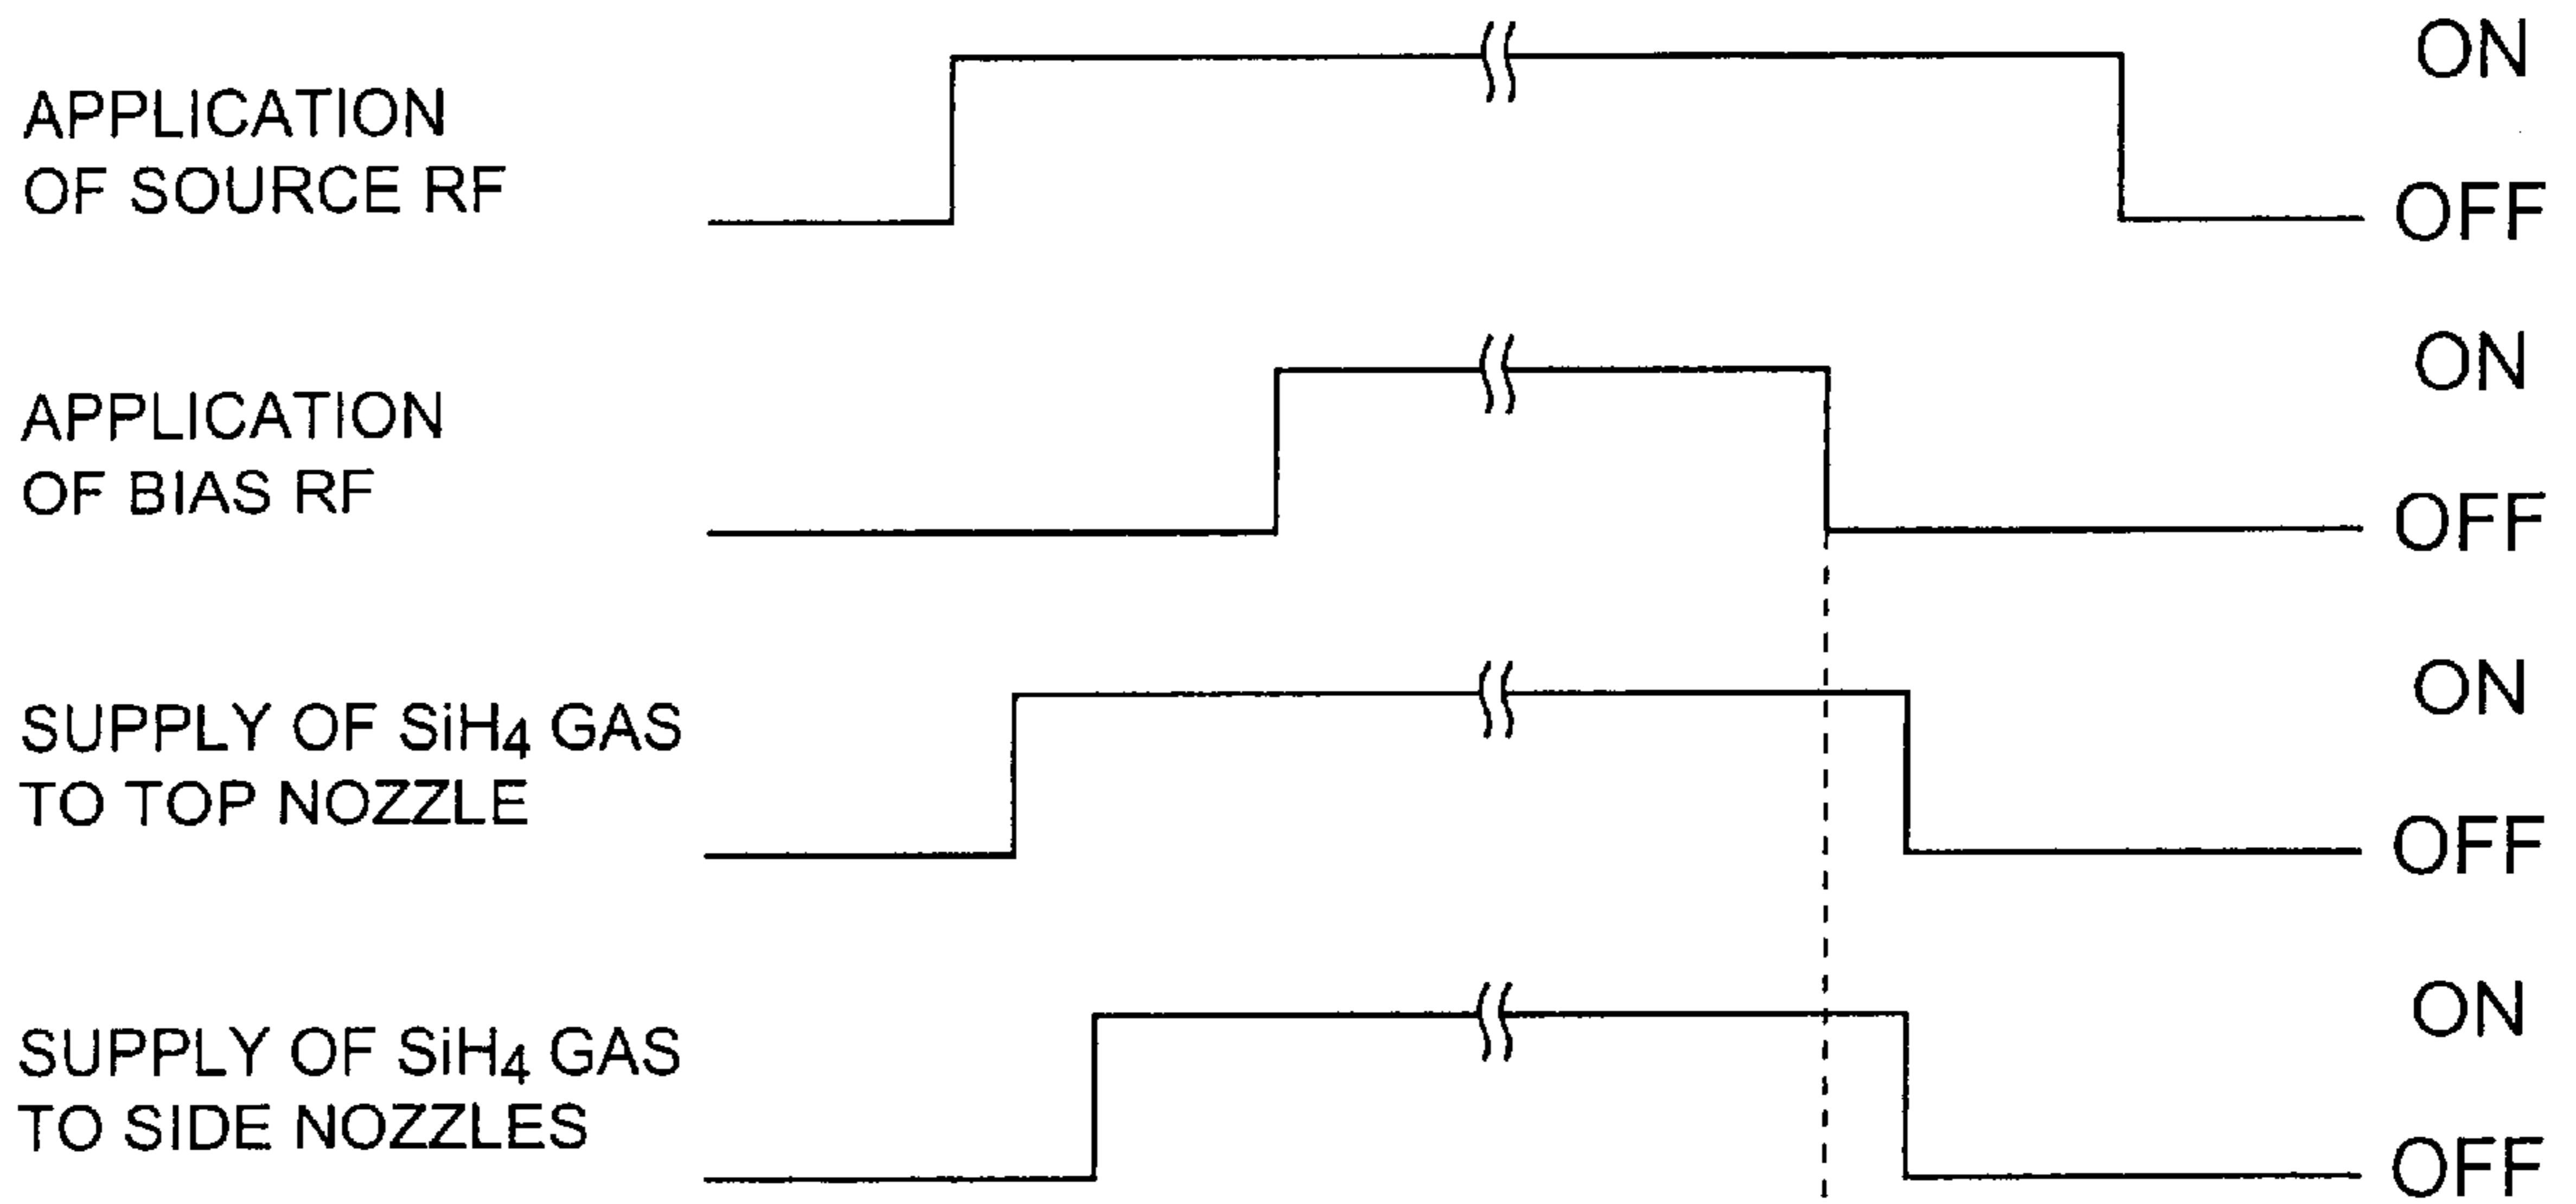 APPLICATION
OF SOURCE RF
ON
OFF
APPLICATION
OF BIAS RF
ON
OFF
SUPPLY OF SiH4 GAS
TO TOP NOZZLE
ON
OFF
SUPPLY OF SiH4 GAS
TO SIDE NOZZLES
ON
OFF